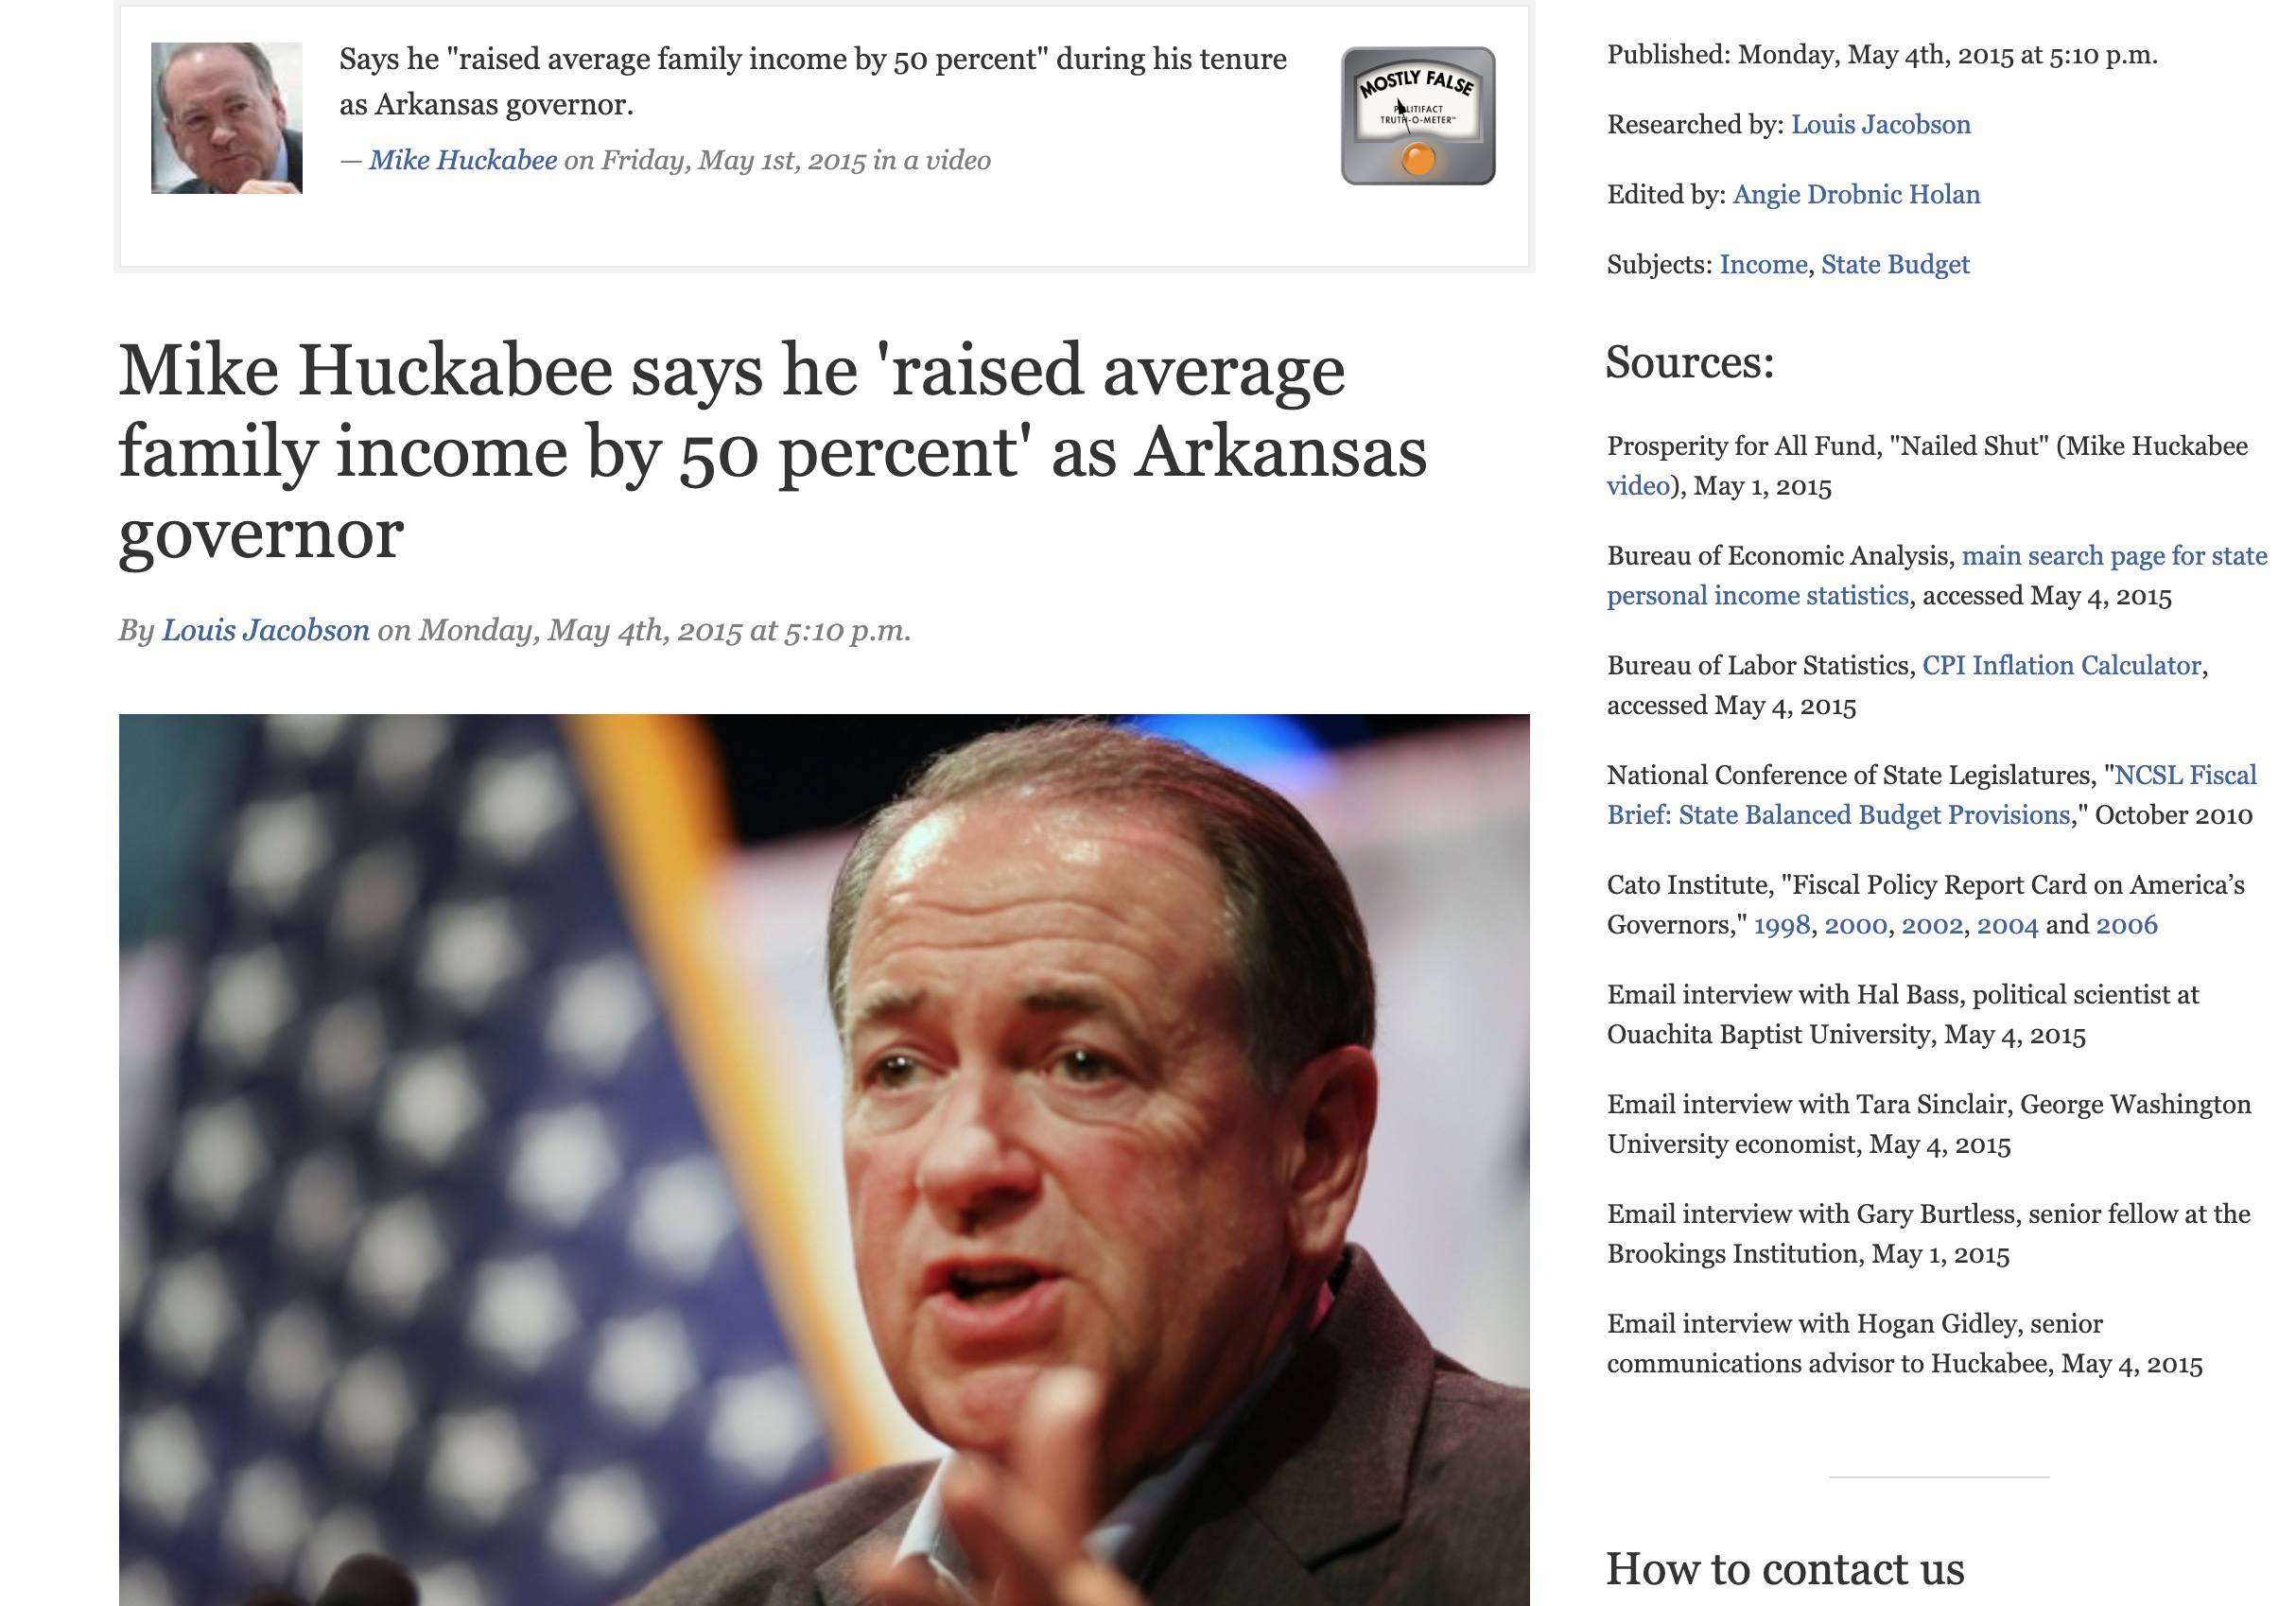 Says he "raised average family income by 50 percent" during his tenure
as Arkansas governor.
— Mike Huckabee on Friday, May 1st, 2015 in a video
MOSTLY FALSE
POLITIFACT
TRUTH-O-METER™
Mike Huckabee says he 'raised average
family income by 50 percent' as Arkansas
governor
By Louis Jacobson on Monday, May 4th, 2015 at 5:10 p.m.
Published: Monday, May 4th, 2015 at 5:10 p.m.
Researched by: Louis Jacobson
Edited by: Angie Drobnic Holan
Subjects: Income, State Budget
Sources:
Prosperity for All Fund, "Nailed Shut" (Mike Huckabee
video), May 1, 2015
Bureau of Economic Analysis, main search page for state
personal income statistics, accessed May 4, 2015
Bureau of Labor Statistics, CPI Inflation Calculator,
accessed May 4, 2015
National Conference of State Legislatures, "NCSL Fiscal
Brief: State Balanced Budget Provisions," October 2010
Cato Institute, "Fiscal Policy Report Card on America’s
Governors," 1998, 2000, 2002, 2004 and 2006
Email interview with Hal Bass, political scientist at
Ouachita Baptist University, May 4, 2015
Email interview with Tara Sinclair, George Washington
University economist, May 4, 2015
Email interview with Gary Burtless, senior fellow at the
Brookings Institution, May 1, 2015
Email interview with Hogan Gidley, senior
communications advisor to Huckabee, May 4, 2015
How to contact us